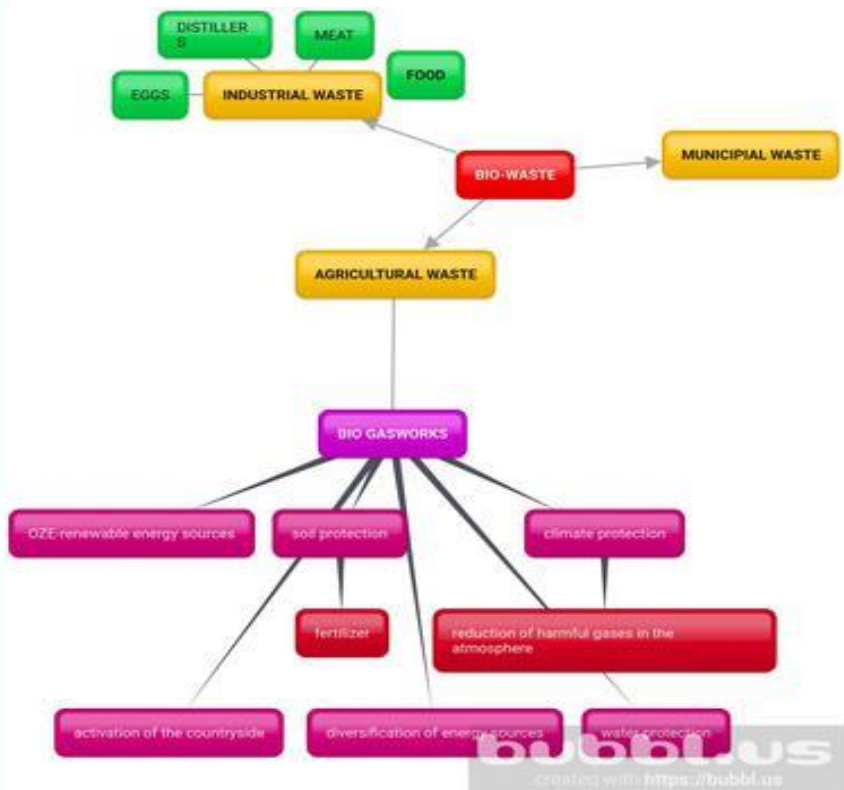 DISTILLER
S
MEAT
FOOD
EGGS
INDUSTRIAL WASTE
MUNICIPIAL WASTE
BIO-WASTE
AGRICULTURAL WASTE
BIO GASWORKS
OZE-renewable energy sources
soil protection
climate protection
fertilizer
reduction of harmful gases in the
atmosphere
activation of the countryside
diversification of energy sources
water protection
bubbl.us
created with https://bubbl.us